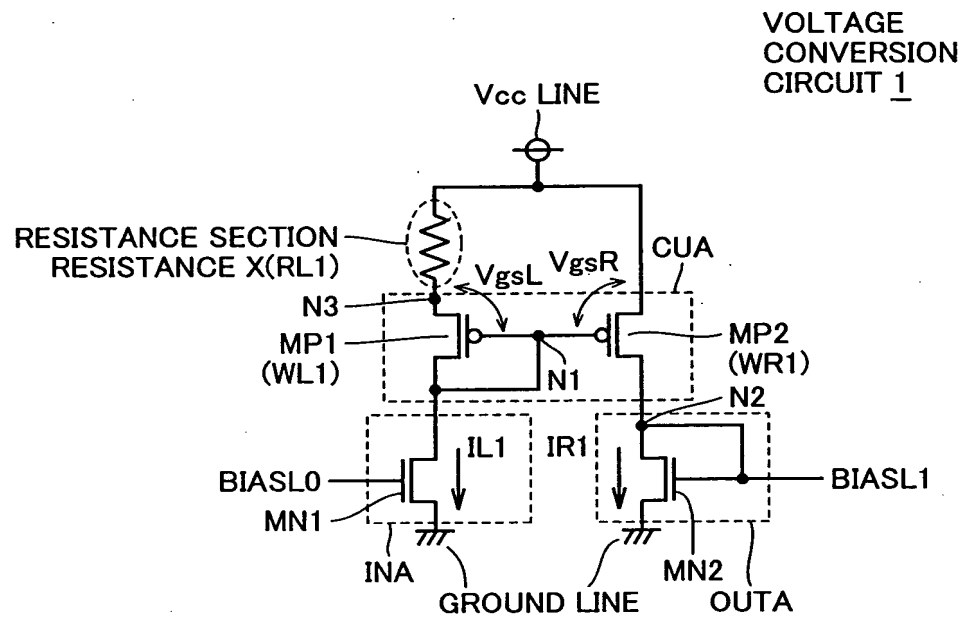 VOLTAGE
CONVERSION
CIRCUIT 1
Vcc LINE
RESISTANCE SECTION
RESISTANCE X(RL1)
VgsL
VgsR
CUA
N3
MP1
(WL1)
N1
MP2
(WR1)
N2
BIASL0
IL1
IR1
BIASL1
MN1
INA
MN2
GROUND LINE
OUTA